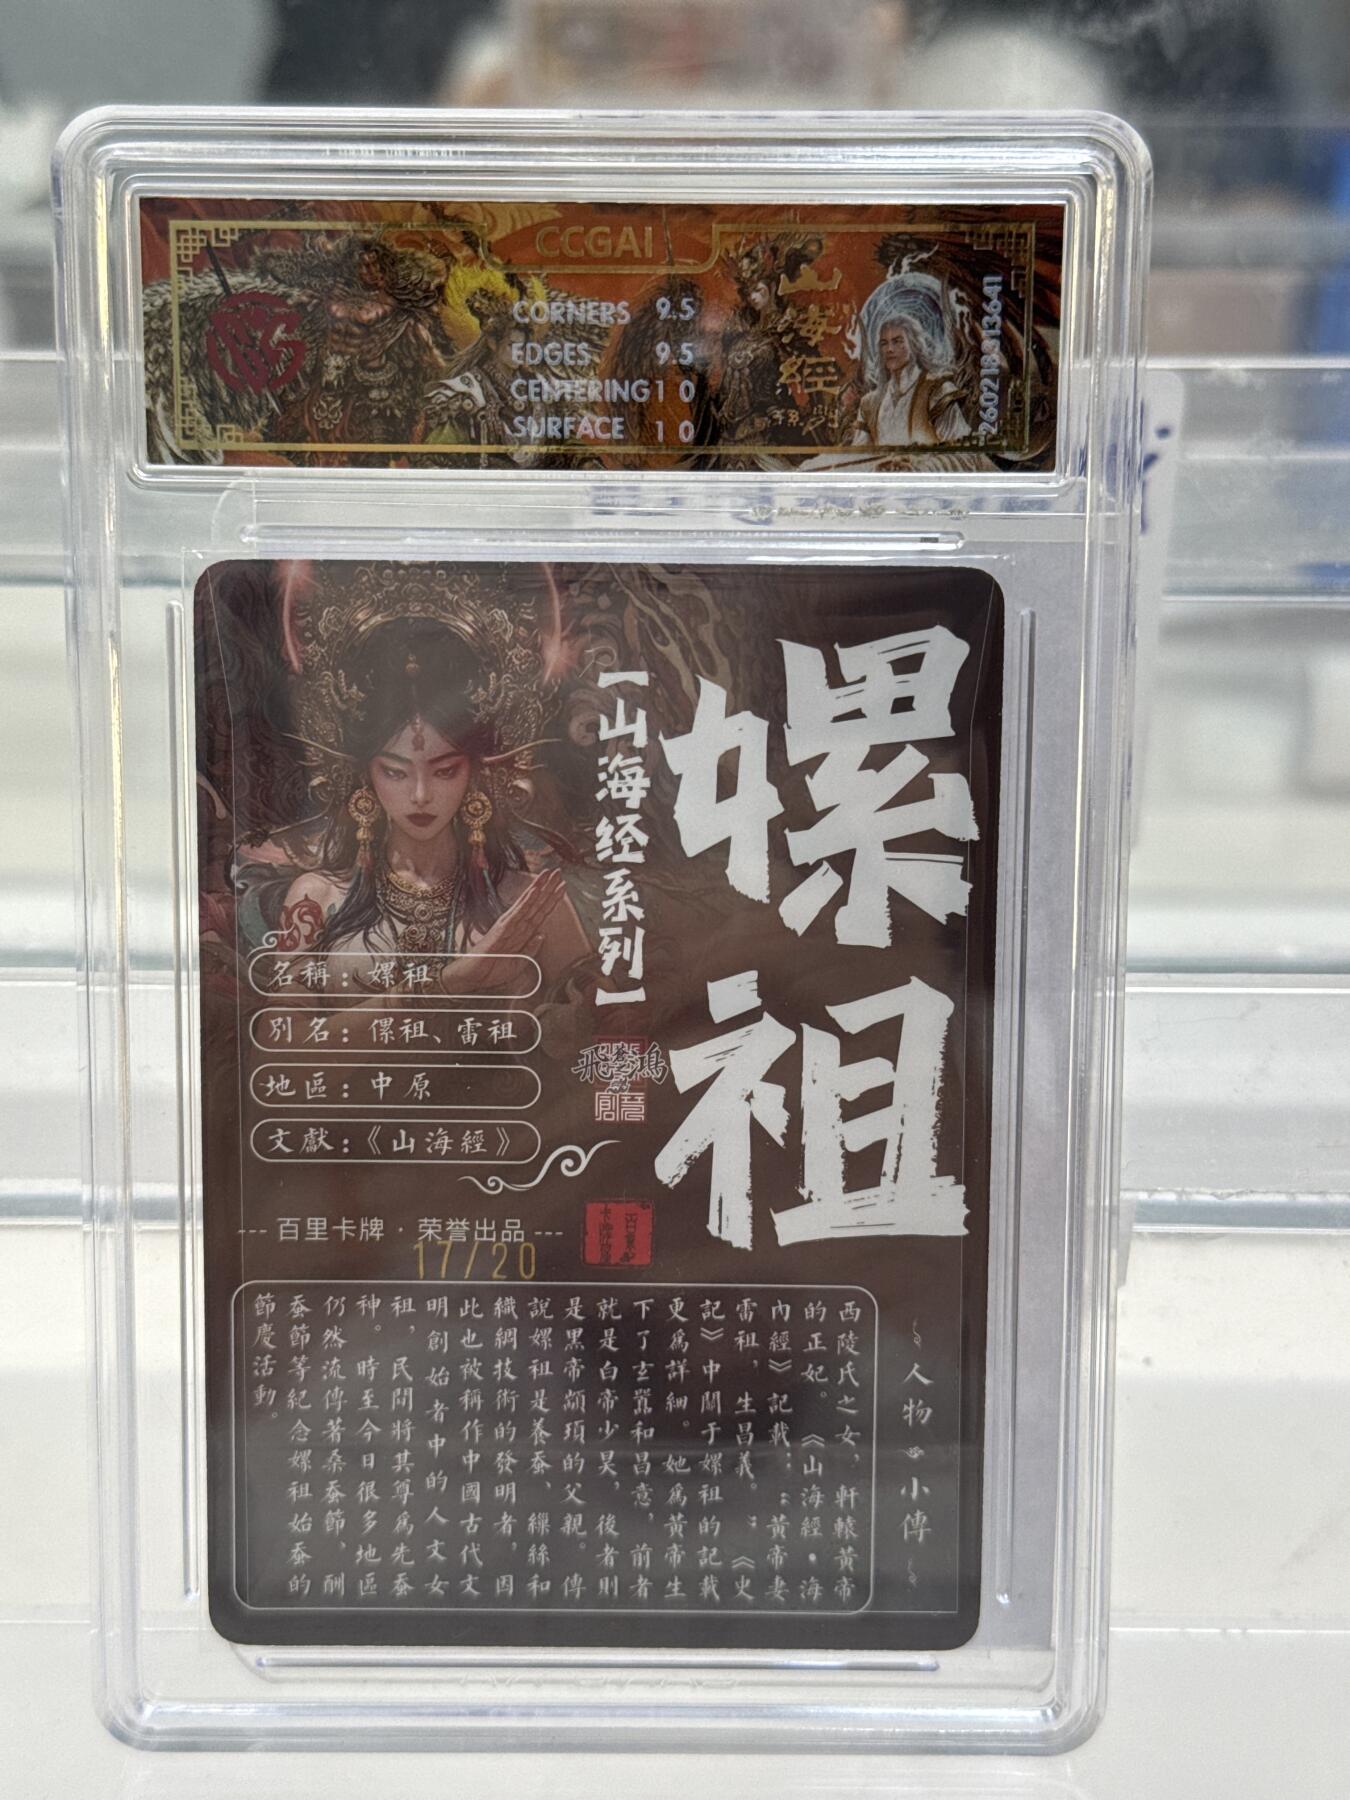 CCGAI
CORNERS 9.5
EDGES 9.5
CENTERING 10
SURFACE 10
山海經
嫘祖
【山海经系列】
名稱：嫘祖
別名：傫祖、雷祖
地區：中原
文獻：《山海經》
--- 百里卡牌 · 荣誉出品 ---
17/20
人物小傳
西陵氏之女，軒轅黃帝
的正妃。《山海經·海
內經》記載：：黃帝妻
雷祖，生昌義。：《史
記》中關于嫘祖的記載
更為詳細。她為黃帝生
下了玄囂和昌意，前者
就是白帝少昊，後者則
是黑帝顓頊的父親。傳
說嫘祖是養蚕、繅絲和
織綢技術的發明者，因
此也被稱作中國古代文
明創始者中的人文女
祖，民間將其尊為先蚕
神。時至今日很多地區
仍然流傳著桑蚕節、酬
蚕節等紀念嫘祖始蚕的
節慶活動。